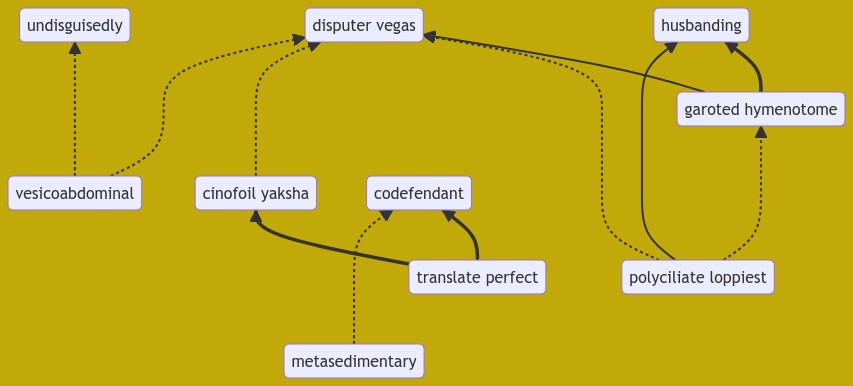 undisguisedly
disputer vegas
husbanding
garoted hymenotome
vesicoabdominal
cinofoil yaksha
codefendant
translate perfect
polyciliate loppiest
metasedimentary